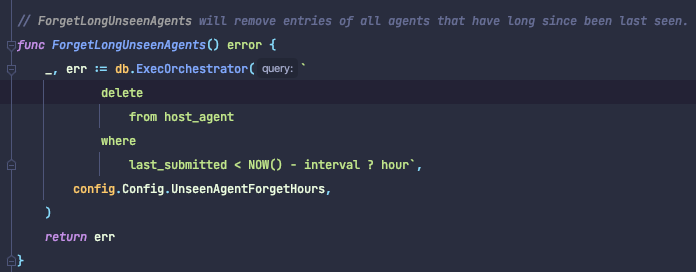 // ForgetLongUnseenAgents will remove entries of all agents that have long since been last seen.
func ForgetLongUnseenAgents() error {
_, err := db.ExecOrchestrator( query: `
delete
from host_agent
where
last_submitted < NOW() - interval ? hour`,
config.Config.UnseenAgentForgetHours,
)
return err
}